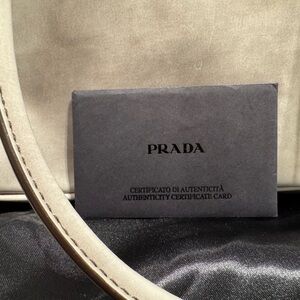 PRADA
CERTIFICATO DI AUTENTICITÀ
AUTHENTICITY CERTIFICATE CARD